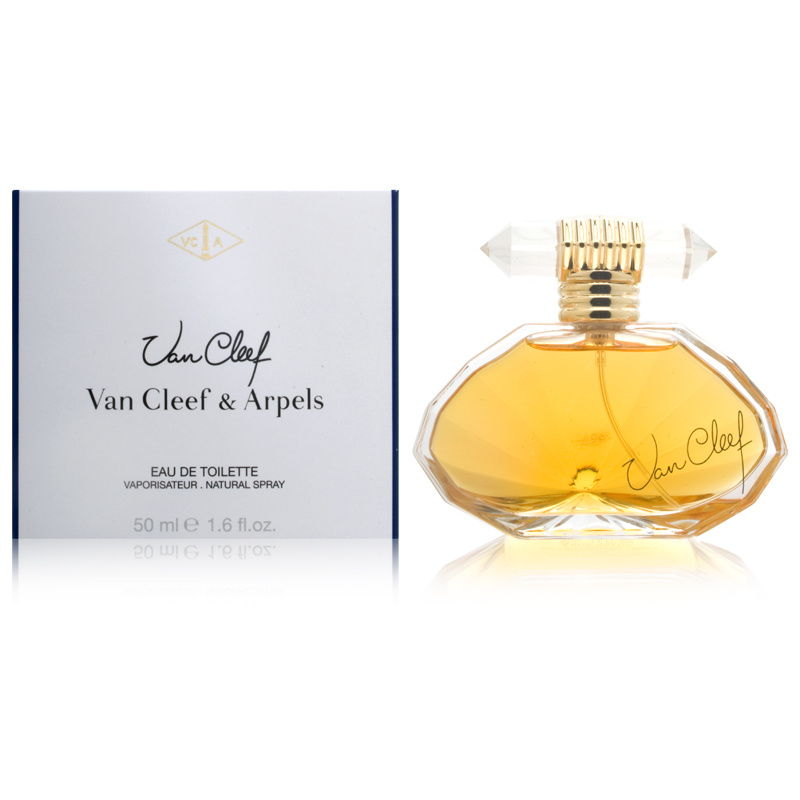 VC A
Van Cleef
Van Cleef & Arpels
EAU DE TOILETTE
VAPORISATEUR . NATURAL SPRAY
50 ml ℮ 1.6 fl.oz.
Van Cleef